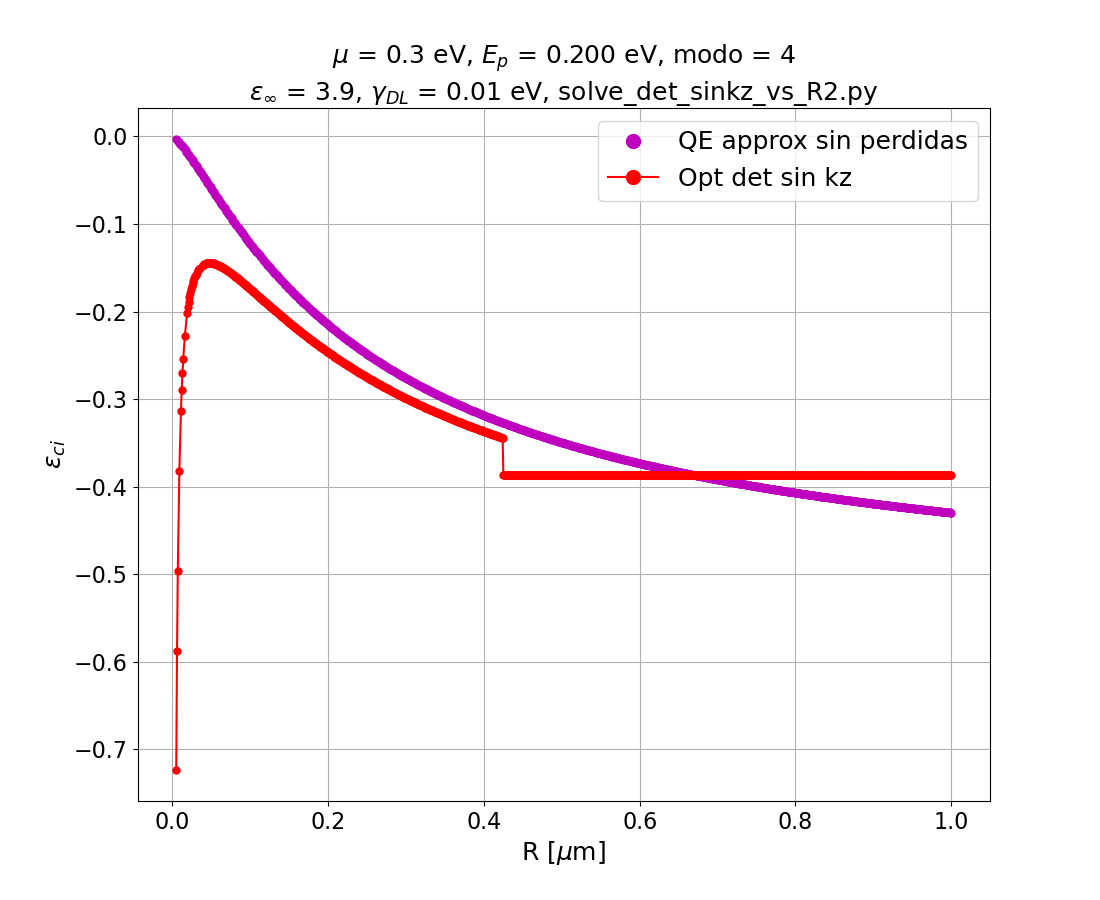 μ = 0.3 eV, Eₚ = 0.200 eV, modo = 4
ε∞ = 3.9, γ_DL = 0.01 eV, solve_det_sinkz_vs_R2.py
QE approx sin perdidas
Opt det sin kz
ε_ci
0.0
−0.1
−0.2
−0.3
−0.4
−0.5
−0.6
−0.7
0.0 0.2 0.4 0.6 0.8 1.0
R [μm]